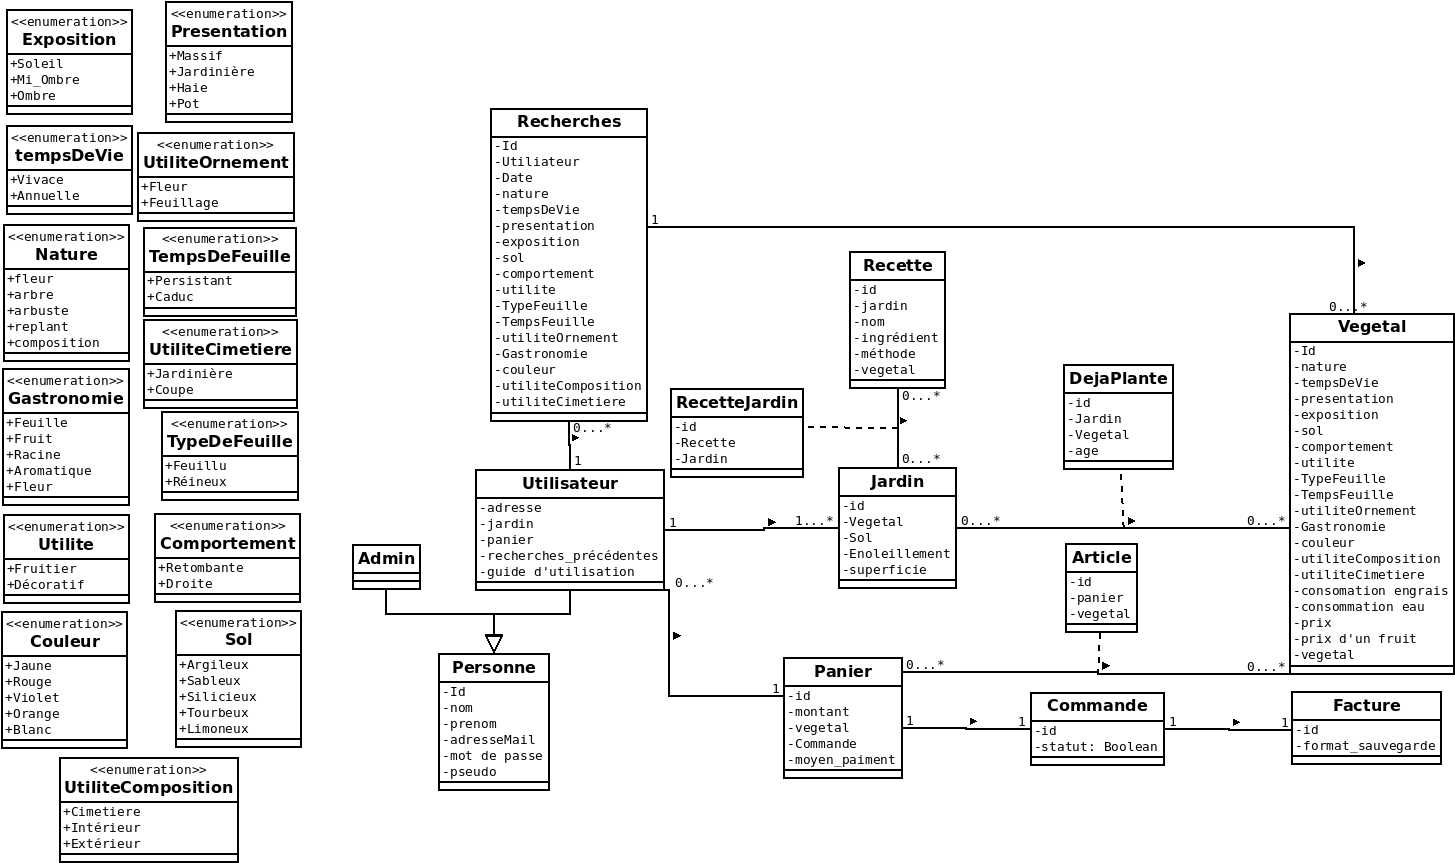 <<enumeration>>
Exposition
+Soleil
+Mi_Ombre
+Ombre
<<enumeration>>
Presentation
+Massif
+Jardinière
+Haie
+Pot
<<enumeration>>
tempsDeVie
+Vivace
+Annuelle
<<enumeration>>
UtiliteOrnement
+Fleur
+Feuillage
<<enumeration>>
Nature
+fleur
+arbre
+arbuste
+replant
+composition
<<enumeration>>
TempsDeFeuille
+Persistant
+Caduc
<<enumeration>>
UtiliteCimetiere
+Jardinière
+Coupe
<<enumeration>>
Gastronomie
+Feuille
+Fruit
+Racine
+Aromatique
+Fleur
<<enumeration>>
TypeDeFeuille
+Feuillu
+Réineux
<<enumeration>>
Utilite
+Fruitier
+Décoratif
<<enumeration>>
Comportement
+Retombante
+Droite
<<enumeration>>
Couleur
+Jaune
+Rouge
+Violet
+Orange
+Blanc
<<enumeration>>
Sol
+Argileux
+Sableux
+Silicieux
+Tourbeux
+Limoneux
<<enumeration>>
UtiliteComposition
+Cimetiere
+Intérieur
+Extérieur
Recherches
-Id
-Utiliateur
-Date
-nature
-tempsDeVie
-presentation
-exposition
-sol
-comportement
-utilite
-TypeFeuille
-TempsFeuille
-utiliteOrnement
-Gastronomie
-couleur
-utiliteComposition
-utiliteCimetiere
1
0...*
0...*
1
Utilisateur
-adresse
-jardin
-panier
-recherches_précédentes
-guide d'utilisation
1
1...*
0...*
1
Admin
Personne
-Id
-nom
-prenom
-adresseMail
-mot de passe
-pseudo
Recette
-id
-jardin
-nom
-ingrédient
-méthode
-vegetal
0...*
0...*
RecetteJardin
-id
-Recette
-Jardin
Jardin
-id
-Vegetal
-Sol
-Enoleillement
-superficie
0...*
0...*
DejaPlante
-id
-Jardin
-Vegetal
-age
Article
-id
-panier
-vegetal
Vegetal
-Id
-nature
-tempsDeVie
-presentation
-exposition
-sol
-comportement
-utilite
-TypeFeuille
-TempsFeuille
-utiliteOrnement
-Gastronomie
-couleur
-utiliteComposition
-utiliteCimetiere
-consomation engrais
-consommation eau
-prix
-prix d'un fruit
-vegetal
Panier
-id
-montant
-vegetal
-Commande
-moyen_paiment
0...*
0...*
1
1
Commande
-id
-statut: Boolean
1
1
Facture
-id
-format_sauvegarde